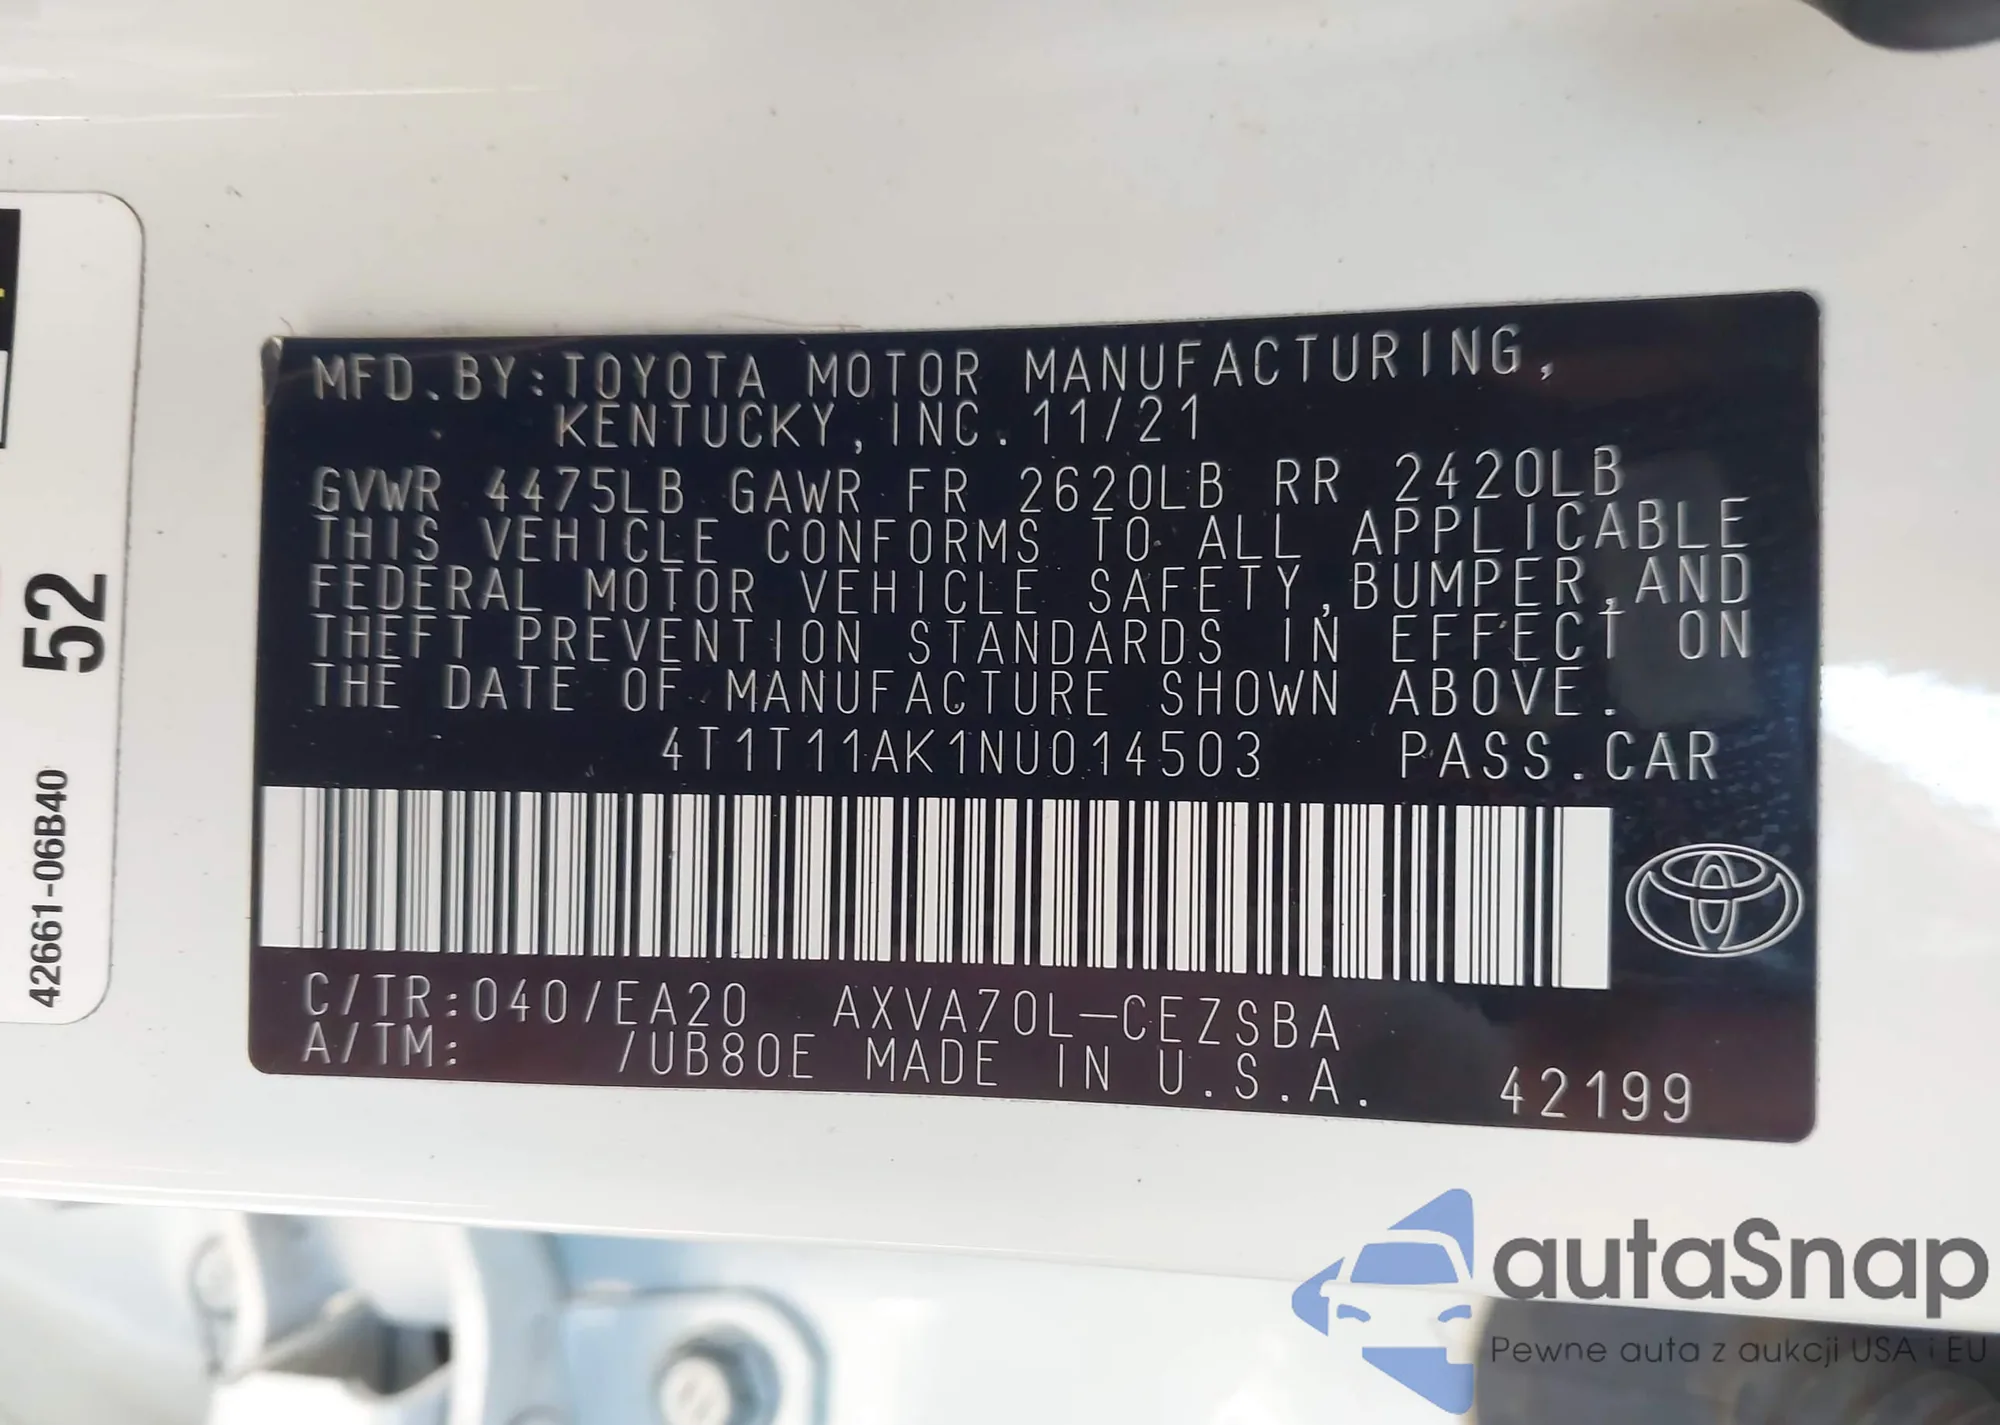 MFD.BY:TOYOTA MOTOR MANUFACTURING,
KENTUCKY,INC.11/21
GVWR 4475LB GAWR FR 2620LB RR 2420LB
THIS VEHICLE CONFORMS TO ALL APPLICABLE
FEDERAL MOTOR VEHICLE SAFETY,BUMPER,AND
THEFT PREVENTION STANDARDS IN EFFECT ON
THE DATE OF MANUFACTURE SHOWN ABOVE.
4T1T11AK1NU014503 PASS.CAR
C/TR:040/EA20 AXVA70L-CEZSBA
A/TM: /UB80E MADE IN U.S.A. 42199
52
42661-06B40
autaSnap
Pewne auta z aukcji USA i EU